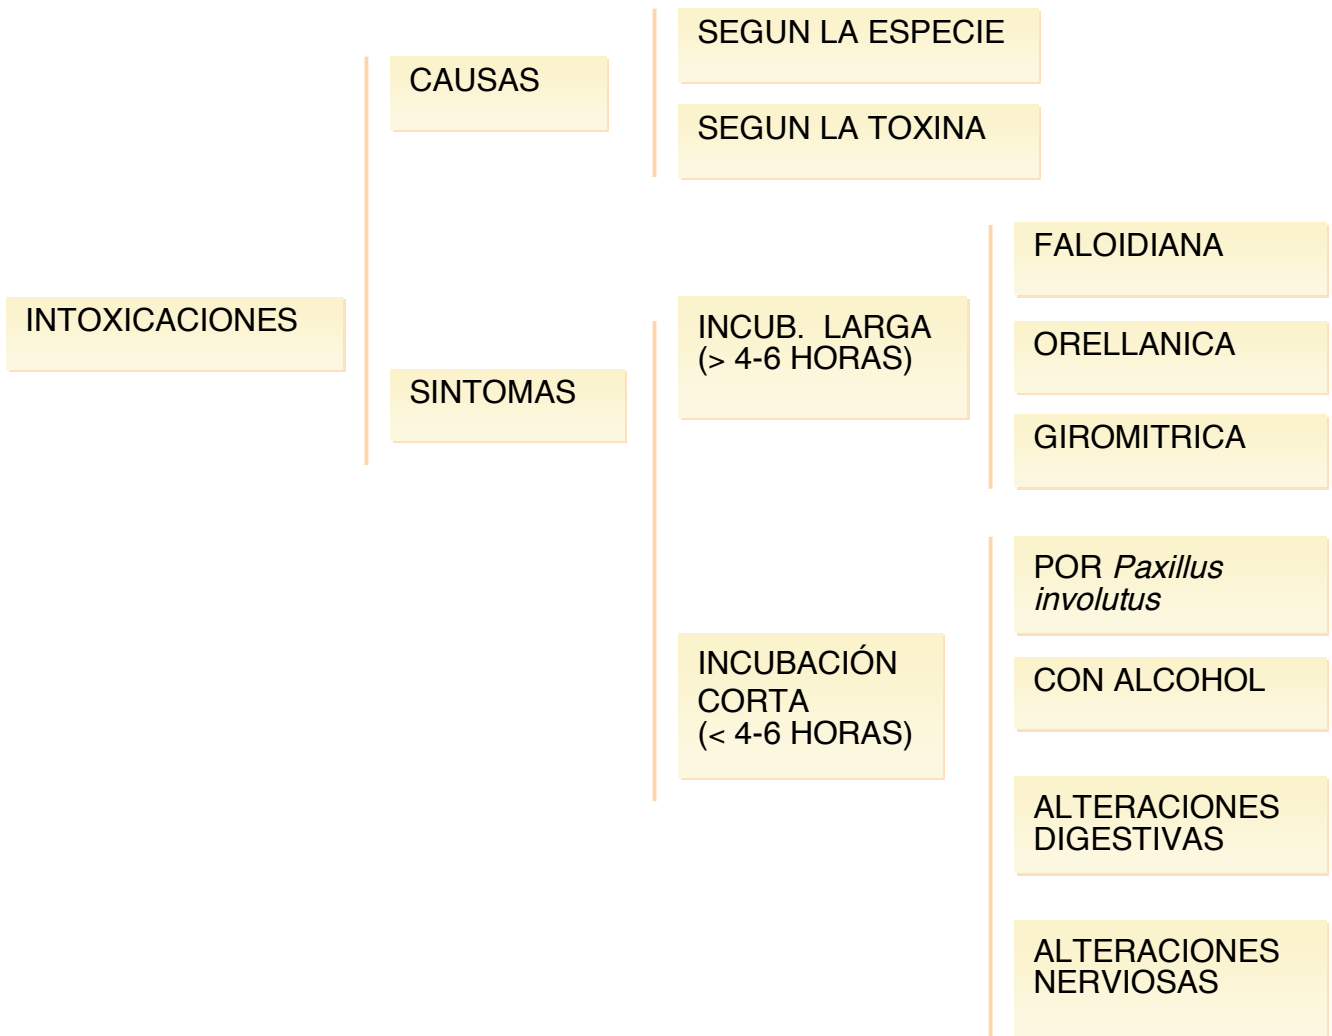 SEGUN LA ESPECIE
CAUSAS
SEGUN LA TOXINA
FALOIDIANA
INTOXICACIONES
INCUB. LARGA
(> 4-6 HORAS)
ORELLANICA
SINTOMAS
GIROMITRICA
POR Paxillus
involutus
INCUBACIÓN
CORTA
(< 4-6 HORAS)
CON ALCOHOL
ALTERACIONES
DIGESTIVAS
ALTERACIONES
NERVIOSAS